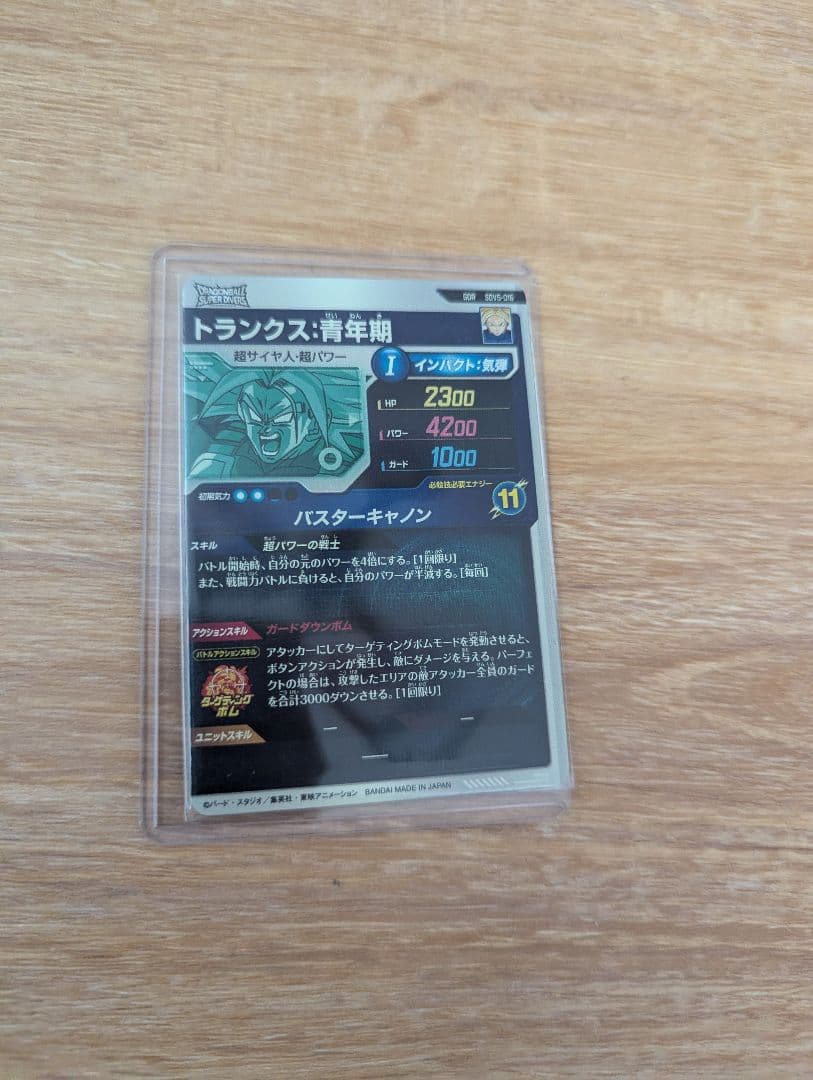 DRAGONBALL
SUPER DIVERS
GDR SDV5-016
トランクス:青年期
せい ねん き
超サイヤ人・超パワー
I インパクト:気弾
HP 2300
パワー 4200
ガード 1000
初期気力
必殺技必要エナジー
11
バスターキャノン
スキル 超パワーの戦士
バトル開始時、自分の元のパワーを4倍にする。[1回限り]
また、戦闘力バトルに負けると、自分のパワーが半減する。[毎回]
アクションスキル ガードダウンボム
バトルアクションスキル
ターゲティング
ボム
アタッカーにしてターゲティングボムモードを発動させると、
ボタンアクションが発生し、敵にダメージを与える。パーフェ
クトの場合は、攻撃したエリアの敵アタッカー全員のガード
を合計3000ダウンさせる。[1回限り]
ユニットスキル
―
―
―
©バード・スタジオ/集英社・東映アニメーション BANDAI MADE IN JAPAN